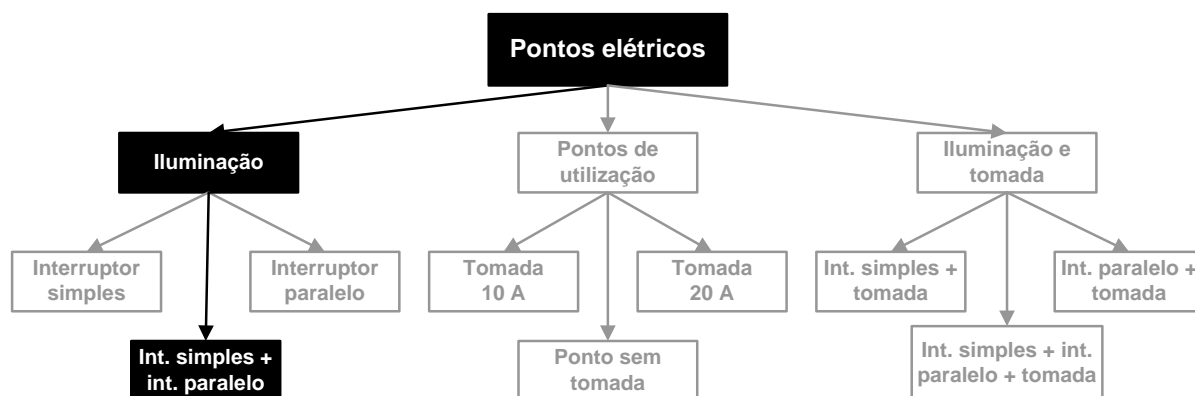 Pontos elétricos
Iluminação
Pontos de
utilização
Iluminação e
tomada
Interruptor
simples
Interruptor
paralelo
Tomada
10 A
Tomada
20 A
Int. simples +
tomada
Int. paralelo +
tomada
Int. simples +
int. paralelo
Ponto sem
tomada
Int. simples + int.
paralelo + tomada